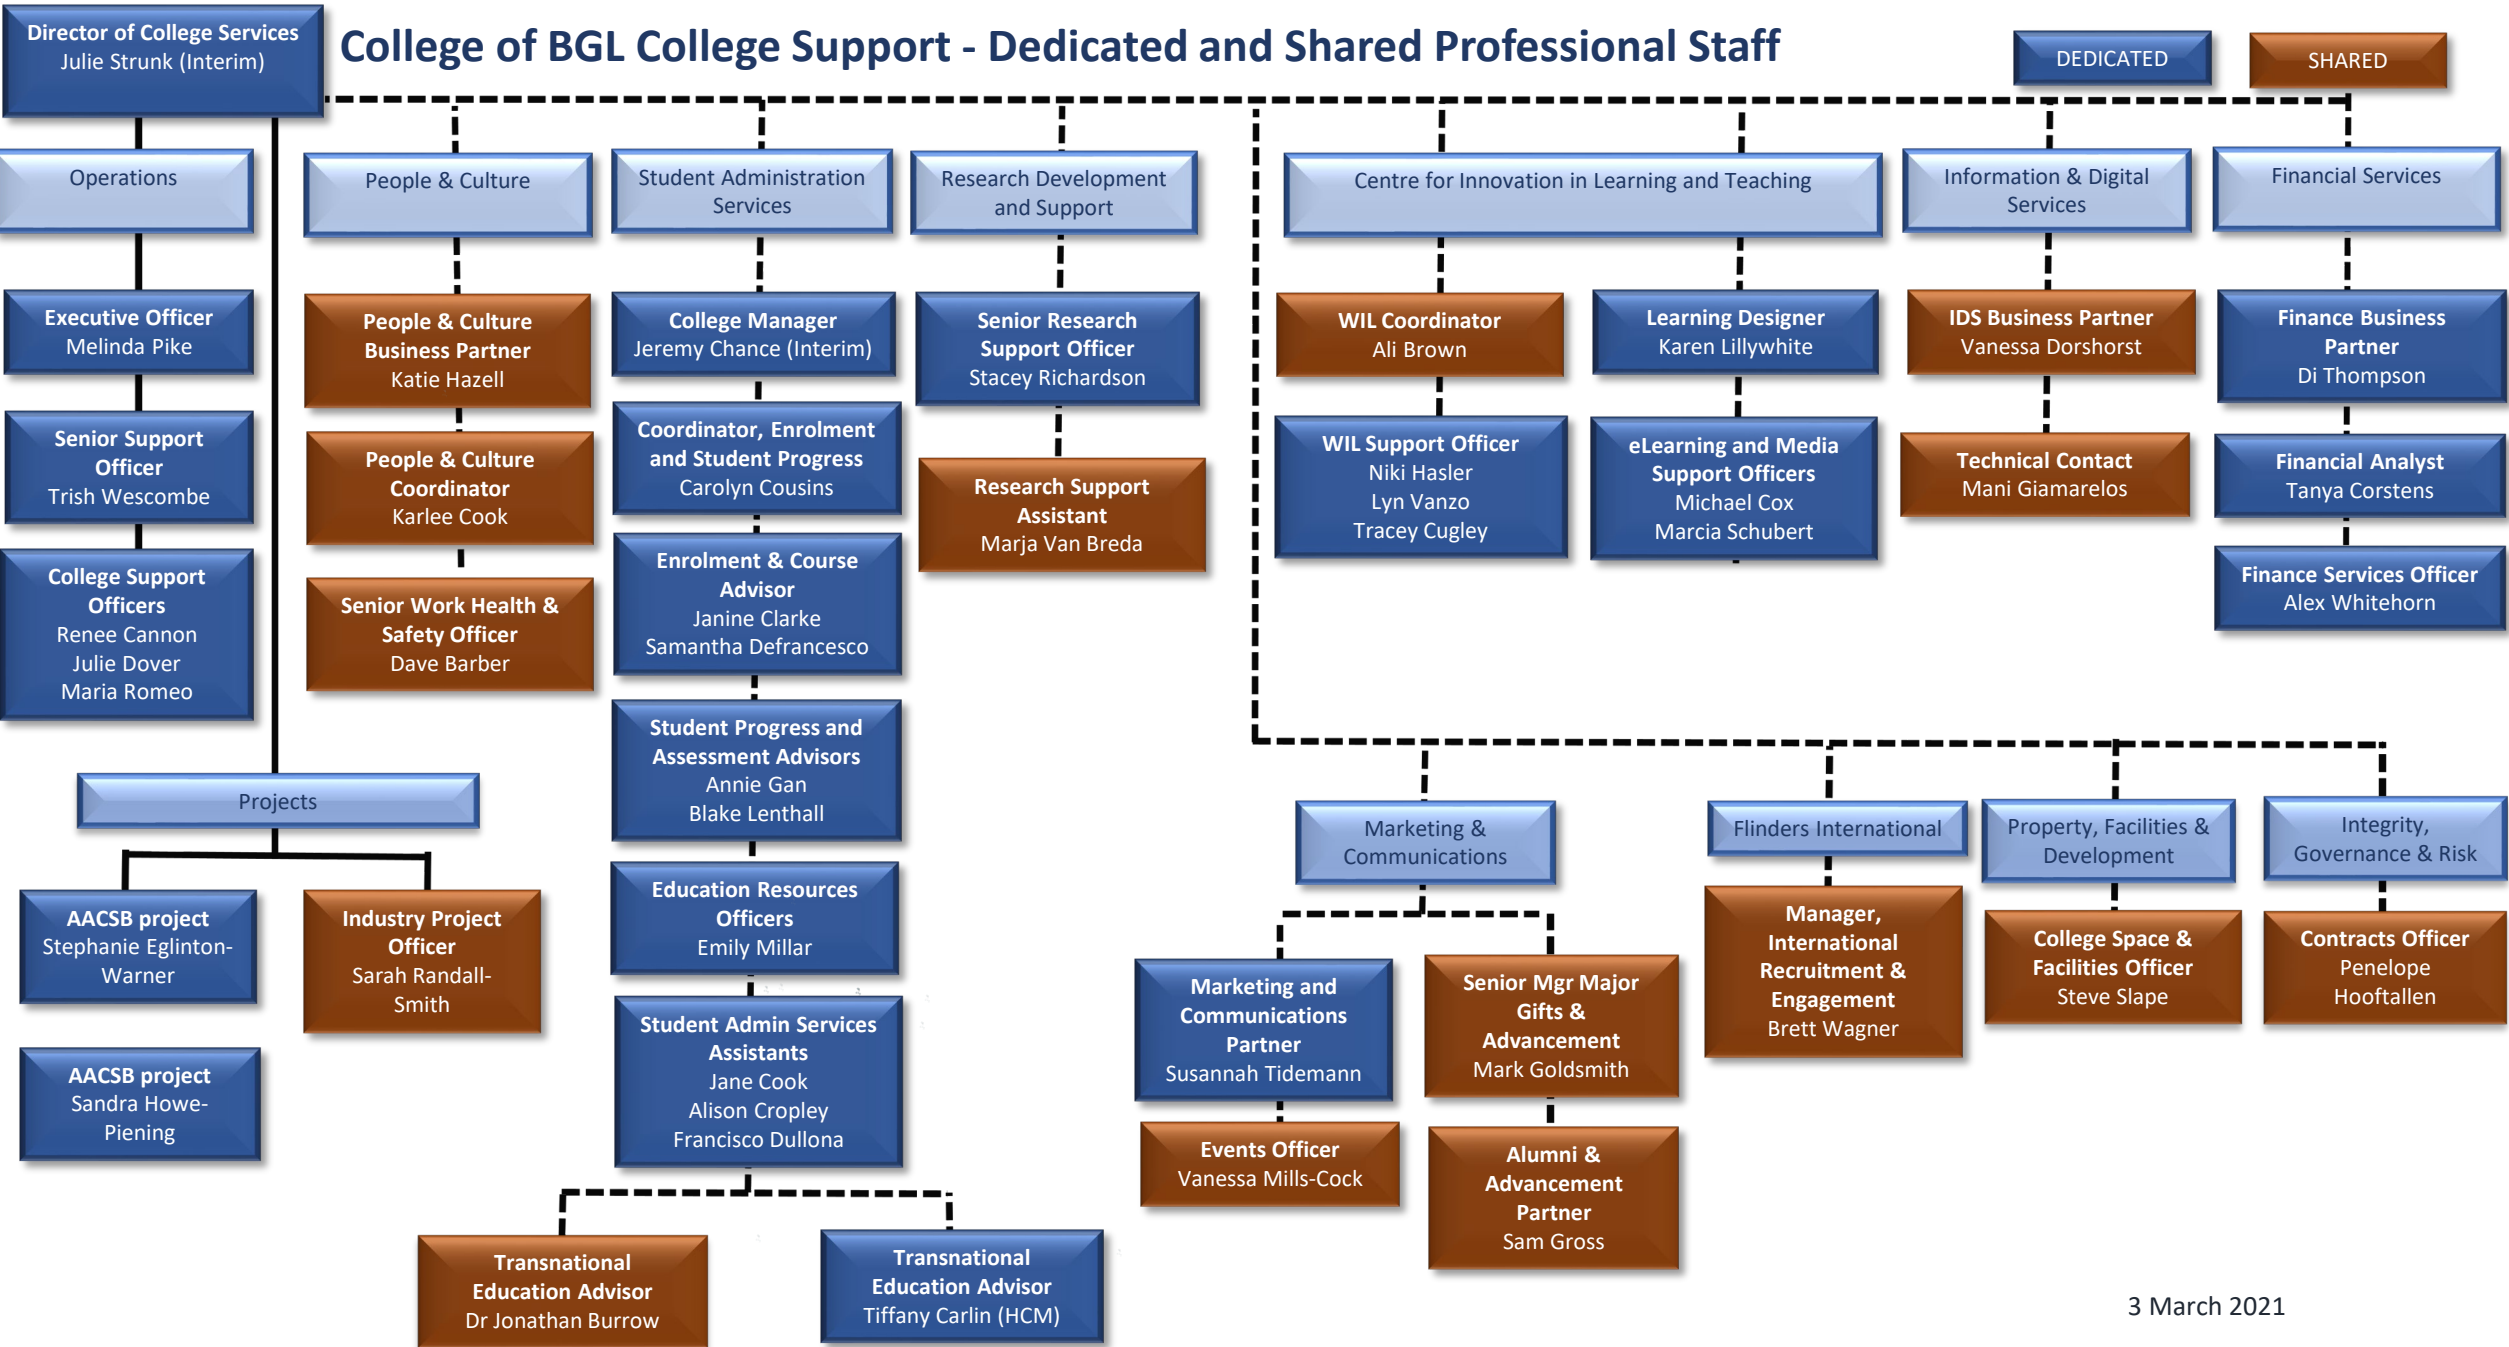 Director of College Services
Julie Strunk (Interim)
College of BGL College Support - Dedicated and Shared Professional Staff
DEDICATED
SHARED
Operations
People & Culture
Student Administration
Services
Research Development
and Support
Centre for Innovation in Learning and Teaching
Information & Digital
Services
Financial Services
Executive Officer
Melinda Pike
Senior Support
Officer
Trish Wescombe
College Support
Officers
Renee Cannon
Julie Dover
Maria Romeo
People & Culture
Business Partner
Katie Hazell
People & Culture
Coordinator
Karlee Cook
Senior Work Health &
Safety Officer
Dave Barber
College Manager
Jeremy Chance (Interim)
Coordinator, Enrolment
and Student Progress
Carolyn Cousins
Enrolment & Course
Advisor
Janine Clarke
Samantha Defrancesco
Student Progress and
Assessment Advisors
Annie Gan
Blake Lenthall
Education Resources
Officers
Emily Millar
Student Admin Services
Assistants
Jane Cook
Alison Cropley
Francisco Dullona
Transnational
Education Advisor
Dr Jonathan Burrow
Transnational
Education Advisor
Tiffany Carlin (HCM)
Senior Research
Support Officer
Stacey Richardson
Research Support
Assistant
Marja Van Breda
WIL Coordinator
Ali Brown
WIL Support Officer
Niki Hasler
Lyn Vanzo
Tracey Cugley
Learning Designer
Karen Lillywhite
eLearning and Media
Support Officers
Michael Cox
Marcia Schubert
IDS Business Partner
Vanessa Dorshorst
Technical Contact
Mani Giamarelos
Finance Business
Partner
Di Thompson
Financial Analyst
Tanya Corstens
Finance Services Officer
Alex Whitehorn
Projects
AACSB project
Stephanie Eglinton-
Warner
Industry Project
Officer
Sarah Randall-
Smith
AACSB project
Sandra Howe-
Piening
Marketing &
Communications
Flinders International
Property, Facilities &
Development
Integrity,
Governance & Risk
Marketing and
Communications
Partner
Susannah Tidemann
Events Officer
Vanessa Mills-Cock
Senior Mgr Major
Gifts &
Advancement
Mark Goldsmith
Alumni &
Advancement
Partner
Sam Gross
Manager,
International
Recruitment &
Engagement
Brett Wagner
College Space &
Facilities Officer
Steve Slape
Contracts Officer
Penelope
Hooftallen
3 March 2021